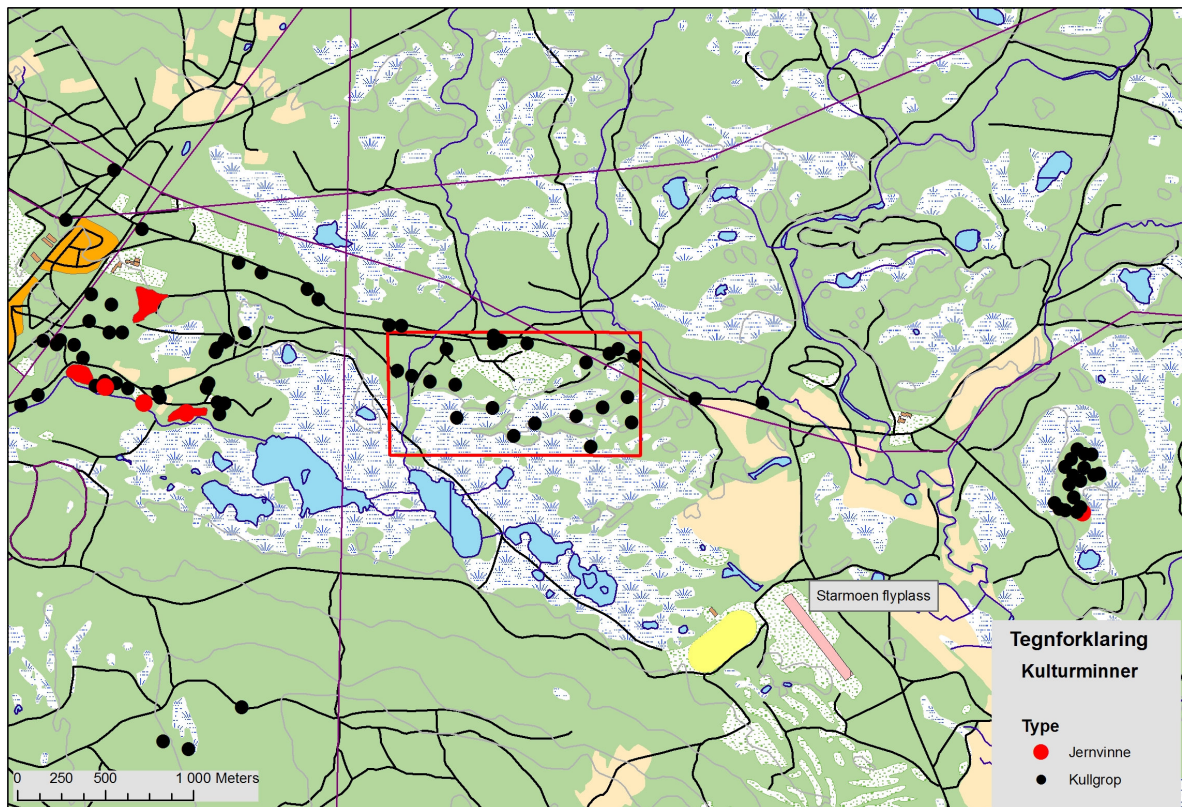 Starmoen flyplass
Tegnforklaring
Kulturminner
Type
Jernvinne
Kullgrop
0 250 500 1 000 Meters